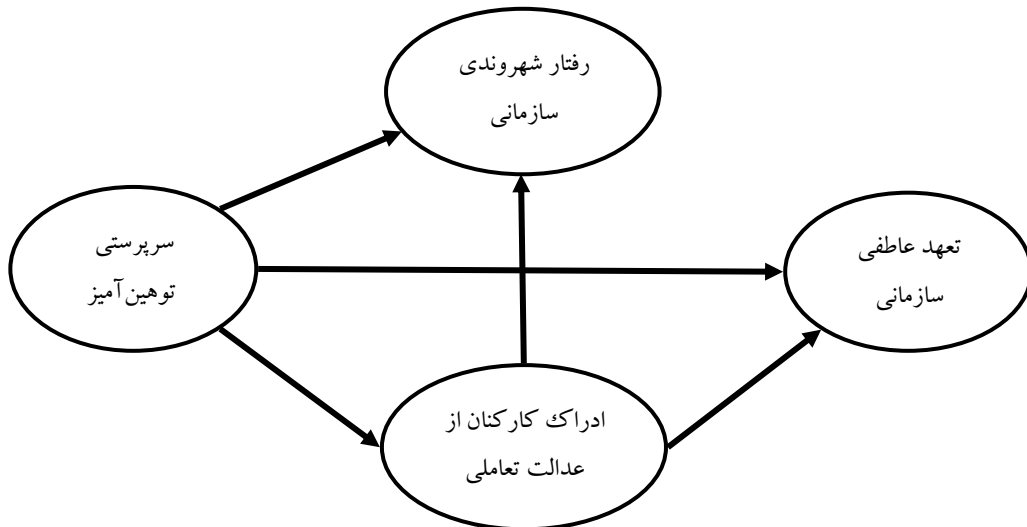 رفتار شهروندی
سازمانی
سرپرستی
توهین‌آمیز
تعهد عاطفی
سازمانی
ادراک کارکنان از
عدالت تعاملی